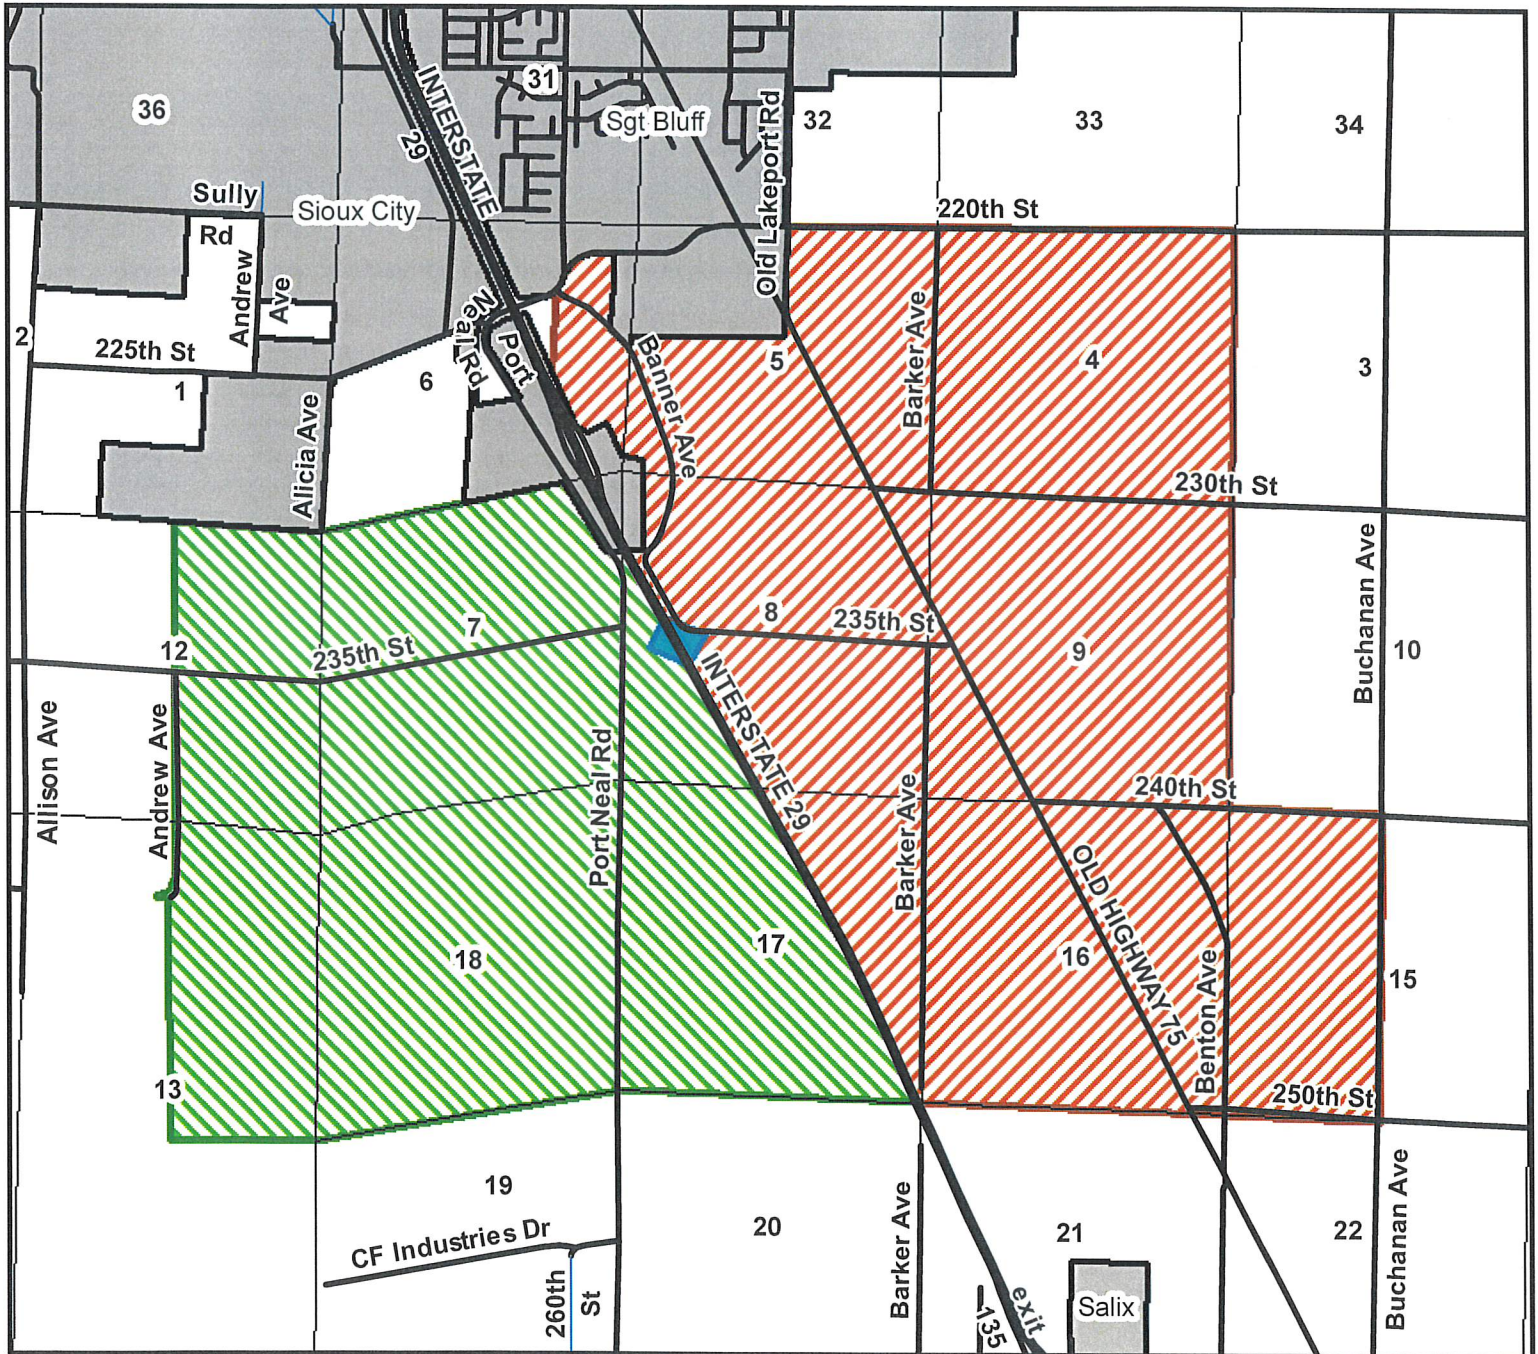 31
36
INTERSTATE
29
Sgt Bluff
Old Lakeport Rd
32
33
34
Sully
Rd
Sioux City
220th St
Andrew
Ave
2
225th St
1
6
Port
Neal Rd
Banner Ave
5
Barker Ave
4
3
Alicia Ave
230th St
12
235th St
7
8
235th St
9
Buchanan Ave
10
Allison Ave
Andrew Ave
Port Neal Rd
INTERSTATE 29
Barker Ave
240th St
OLD HIGHWAY 75
18
17
16
Benton Ave
15
13
250th St
19
CF Industries Dr
260th
St
20
Barker Ave
21
22
Buchanan Ave
135
exit
Salix